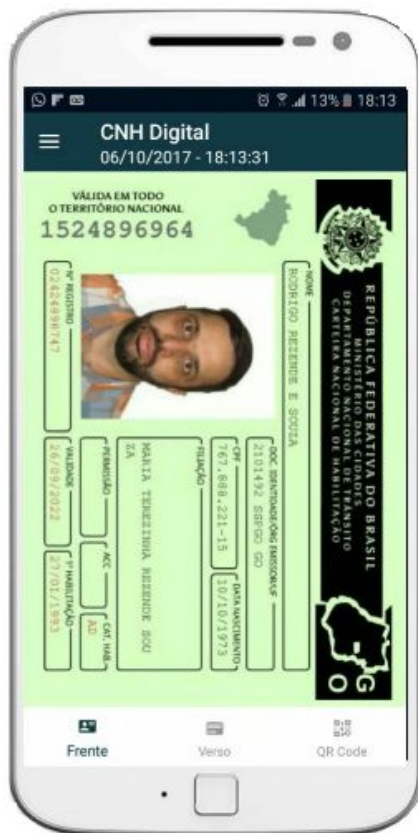 13% 18:13
CNH Digital
06/10/2017 - 18:13:31
VÁLIDA EM TODO
O TERRITÓRIO NACIONAL
1524896964
REPÚBLICA FEDERATIVA DO BRASIL
MINISTÉRIO DAS CIDADES
DEPARTAMENTO NACIONAL DE TRÂNSITO
CARTEIRA NACIONAL DE HABILITAÇÃO
GO
NOME
RODRIGO REZENDE E SOUZA
DOC. IDENTIDADE/ÓRG EMISSOR/UF
2101492 SSPGO GO
CPF
767.888.221-15
DATA NASCIMENTO
10/10/1973
FILIAÇÃO
MARIA TEREZINHA REZENDE SOU
ZA
PERMISSÃO
ACC
CAT. HAB.
AD
Nº REGISTRO
02424898747
VALIDADE
26/09/2022
1ª HABILITAÇÃO
27/01/1993
Frente
Verso
QR Code